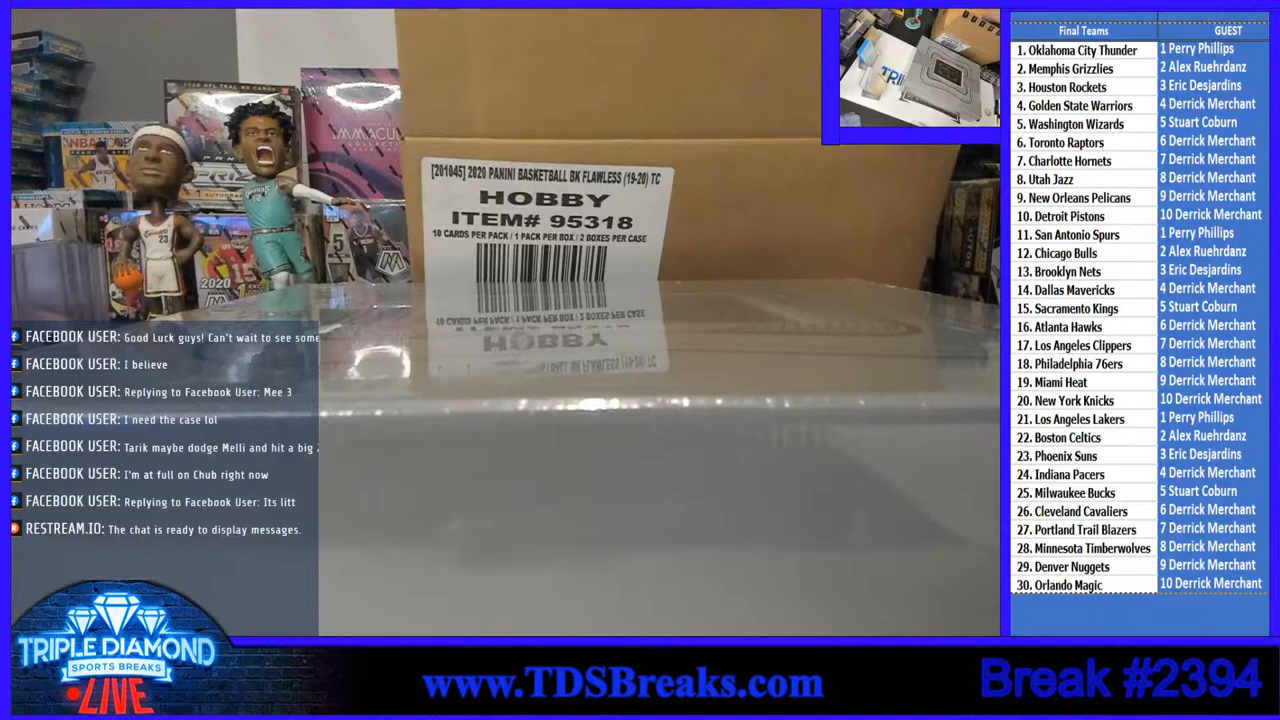 Final Teams GUEST
1. Oklahoma City Thunder 1 Perry Phillips
2. Memphis Grizzlies 2 Alex Ruehrdanz
3. Houston Rockets 3 Eric Desjardins
4. Golden State Warriors 4 Derrick Merchant
5. Washington Wizards 5 Stuart Coburn
6. Toronto Raptors 6 Derrick Merchant
7. Charlotte Hornets 7 Derrick Merchant
8. Utah Jazz 8 Derrick Merchant
9. New Orleans Pelicans 9 Derrick Merchant
10. Detroit Pistons 10 Derrick Merchant
11. San Antonio Spurs 1 Perry Phillips
12. Chicago Bulls 2 Alex Ruehrdanz
13. Brooklyn Nets 3 Eric Desjardins
14. Dallas Mavericks 4 Derrick Merchant
15. Sacramento Kings 5 Stuart Coburn
16. Atlanta Hawks 6 Derrick Merchant
17. Los Angeles Clippers 7 Derrick Merchant
18. Philadelphia 76ers 8 Derrick Merchant
19. Miami Heat 9 Derrick Merchant
20. New York Knicks 10 Derrick Merchant
21. Los Angeles Lakers 1 Perry Phillips
22. Boston Celtics 2 Alex Ruehrdanz
23. Phoenix Suns 3 Eric Desjardins
24. Indiana Pacers 4 Derrick Merchant
25. Milwaukee Bucks 5 Stuart Coburn
26. Cleveland Cavaliers 6 Derrick Merchant
27. Portland Trail Blazers 7 Derrick Merchant
28. Minnesota Timberwolves 8 Derrick Merchant
29. Denver Nuggets 9 Derrick Merchant
30. Orlando Magic 10 Derrick Merchant
[201045] 2020 PANINI BASKETBALL BK FLAWLESS (19-20) TC
HOBBY
ITEM# 95318
10 CARDS PER PACK / 1 PACK PER BOX / 2 BOXES PER CASE
2020 NFL TRADING CARDS
IMMACU
23
5
2020
FACEBOOK USER: Good Luck guys! Can't wait to see some
FACEBOOK USER: I believe
FACEBOOK USER: Replying to Facebook User: Mee 3
FACEBOOK USER: I need the case lol
FACEBOOK USER: Tarik maybe dodge Melli and hit a big
FACEBOOK USER: I'm at full on Chub right now
FACEBOOK USER: Replying to Facebook User: Its litt
RESTREAM.IO: The chat is ready to display messages.
TRIPLE DIAMOND
SPORTS BREAKS
LIVE
www.TDSBreaks.com
Break #2394